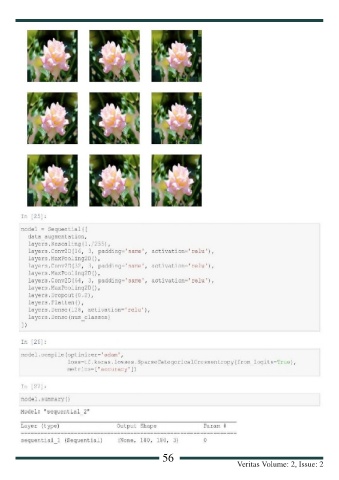 In [25]:
model = Sequential([
data_augmentation,
layers.Rescaling(1./255),
layers.Conv2D(16, 3, padding='same', activation='relu'),
layers.MaxPooling2D(),
layers.Conv2D(32, 3, padding='same', activation='relu'),
layers.MaxPooling2D(),
layers.Conv2D(64, 3, padding='same', activation='relu'),
layers.MaxPooling2D(),
layers.Dropout(0.2),
layers.Flatten(),
layers.Dense(128, activation='relu'),
layers.Dense(num_classes)
])
In [26]:
model.compile(optimizer='adam',
loss=tf.keras.losses.SparseCategoricalCrossentropy(from_logits=True),
metrics=['accuracy'])
In [27]:
model.summary()
Model: "sequential_2"
Layer (type) Output Shape Param #
sequential_1 (Sequential) (None, 180, 180, 3) 0
56
Veritas Volume: 2, Issue: 2